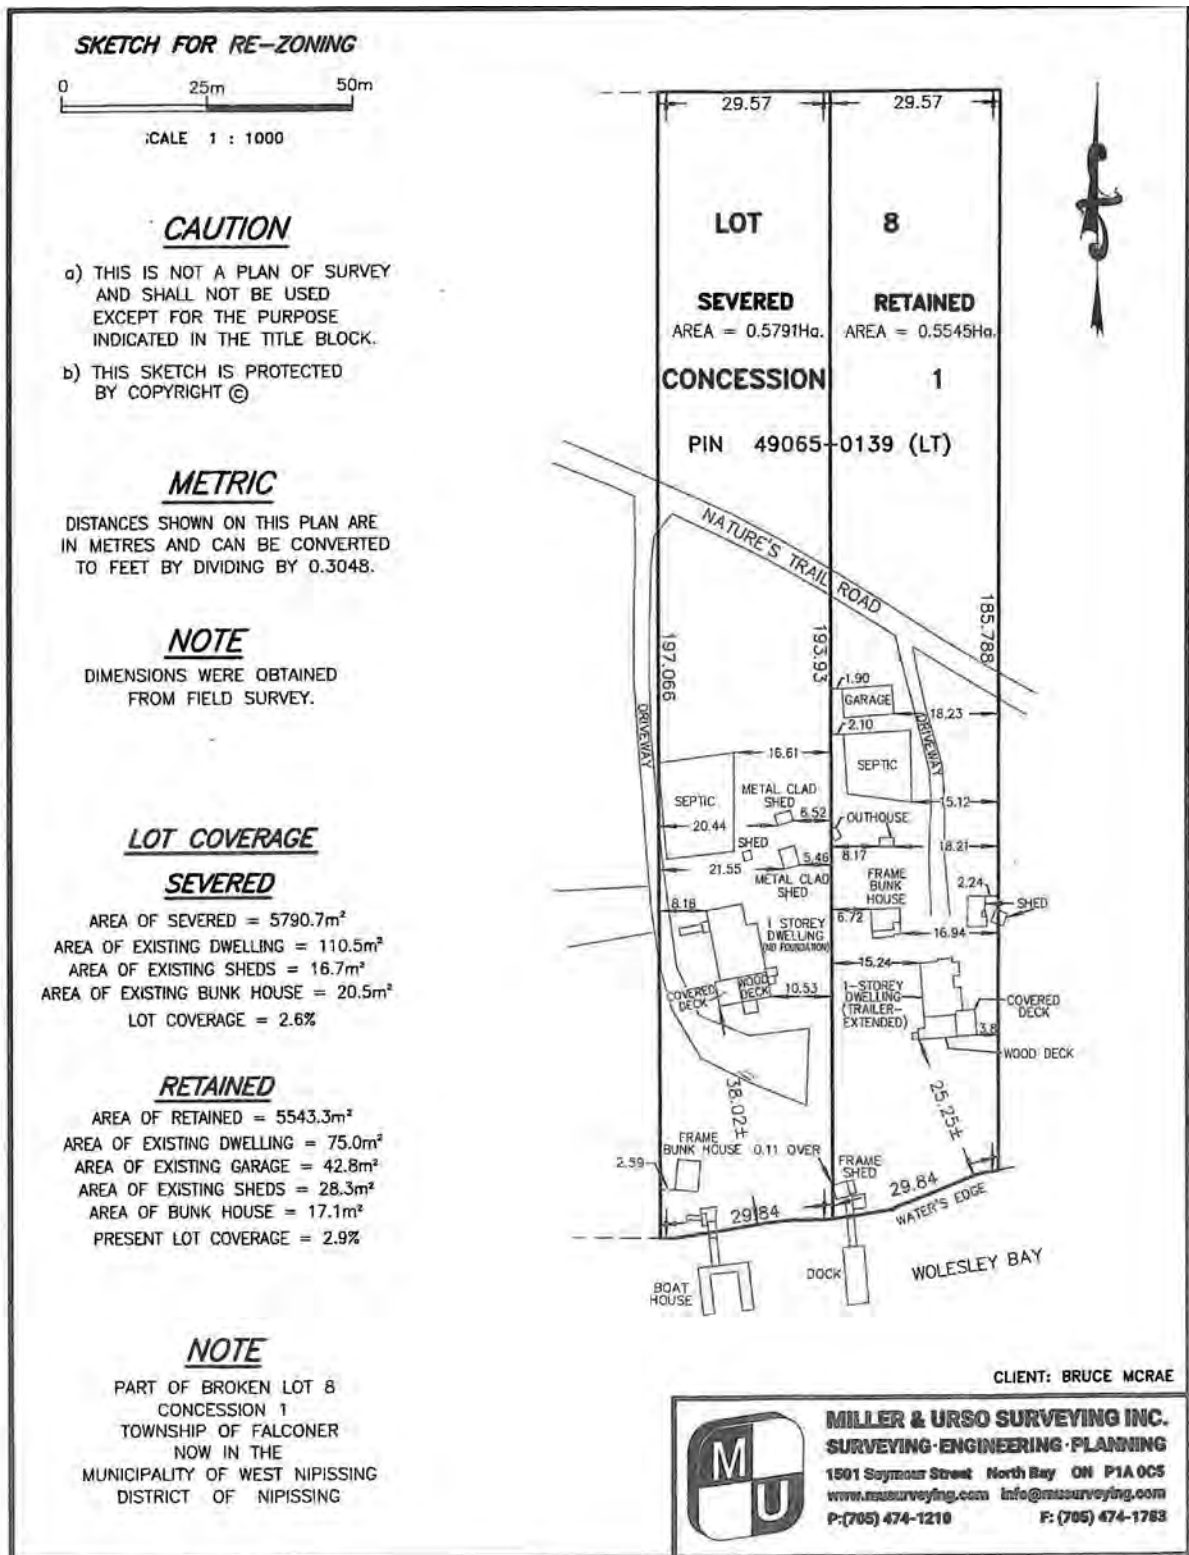 SKETCH FOR RE-ZONING
0 25m 50m
SCALE 1 : 1000
CAUTION
a) THIS IS NOT A PLAN OF SURVEY
AND SHALL NOT BE USED
EXCEPT FOR THE PURPOSE
INDICATED IN THE TITLE BLOCK.
b) THIS SKETCH IS PROTECTED
BY COPYRIGHT ©
METRIC
DISTANCES SHOWN ON THIS PLAN ARE
IN METRES AND CAN BE CONVERTED
TO FEET BY DIVIDING BY 0.3048.
NOTE
DIMENSIONS WERE OBTAINED
FROM FIELD SURVEY.
LOT COVERAGE
SEVERED
AREA OF SEVERED = 5790.7m²
AREA OF EXISTING DWELLING = 110.5m²
AREA OF EXISTING SHEDS = 16.7m²
AREA OF EXISTING BUNK HOUSE = 20.5m²
LOT COVERAGE = 2.6%
RETAINED
AREA OF RETAINED = 5543.3m²
AREA OF EXISTING DWELLING = 75.0m²
AREA OF EXISTING GARAGE = 42.8m²
AREA OF EXISTING SHEDS = 28.3m²
AREA OF BUNK HOUSE = 17.1m²
PRESENT LOT COVERAGE = 2.9%
NOTE
PART OF BROKEN LOT 8
CONCESSION 1
TOWNSHIP OF FALCONER
NOW IN THE
MUNICIPALITY OF WEST NIPISSING
DISTRICT OF NIPISSING
29.57 29.57
LOT 8
SEVERED RETAINED
AREA = 0.5791Ha. AREA = 0.5545Ha.
CONCESSION 1
PIN 49065-0139 (LT)
NATURE'S TRAIL ROAD
197.066
193.93
185.788
1.90
GARAGE
18.23
DRIVEWAY
DRIVEWAY
2.10
16.61
SEPTIC
SEPTIC
METAL CLAD
SHED
15.12
6.52
20.44
OUTHOUSE
SHED
5.46
8.17
18.21
21.55
METAL CLAD
SHED
FRAME
BUNK
HOUSE
2.24
SHED
8.18
6.72
1 STOREY
DWELLING
(NO FOUNDATION)
16.94
15.24
COVERED
DECK
WOOD
DECK
10.53
1-STOREY
DWELLING
(TRAILER-
EXTENDED)
COVERED
DECK
3.8
WOOD DECK
38.02±
25.25±
FRAME
BUNK HOUSE
0.11 OVER
2.59
FRAME
SHED
29.84
29.84
WATER'S EDGE
WOLESLEY BAY
BOAT
HOUSE
DOCK
CLIENT: BRUCE MCRAE
M
U
MILLER & URSO SURVEYING INC.
SURVEYING·ENGINEERING·PLANNING
1501 Seymour Street North Bay ON P1A 0C5
www.musurveying.com info@musurveying.com
P:(705) 474-1210 F: (705) 474-1783